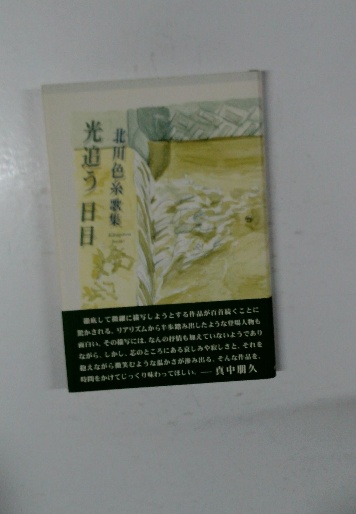 北川色糸歌集
光追う日日
徹底して微細に描写しようとする作品が百首続くことに
驚かされる。リアリズムから半歩踏み出したような登場人物も
面白い。その描写には、なんの抒情も加えていないようであり
ながら、しかし、芯のところにある哀しみや寂しさと、それを
抱えながら微笑むような温かさが滲み出る。そんな作品を、
時間をかけてじっくり味わってほしい。――真中朋久